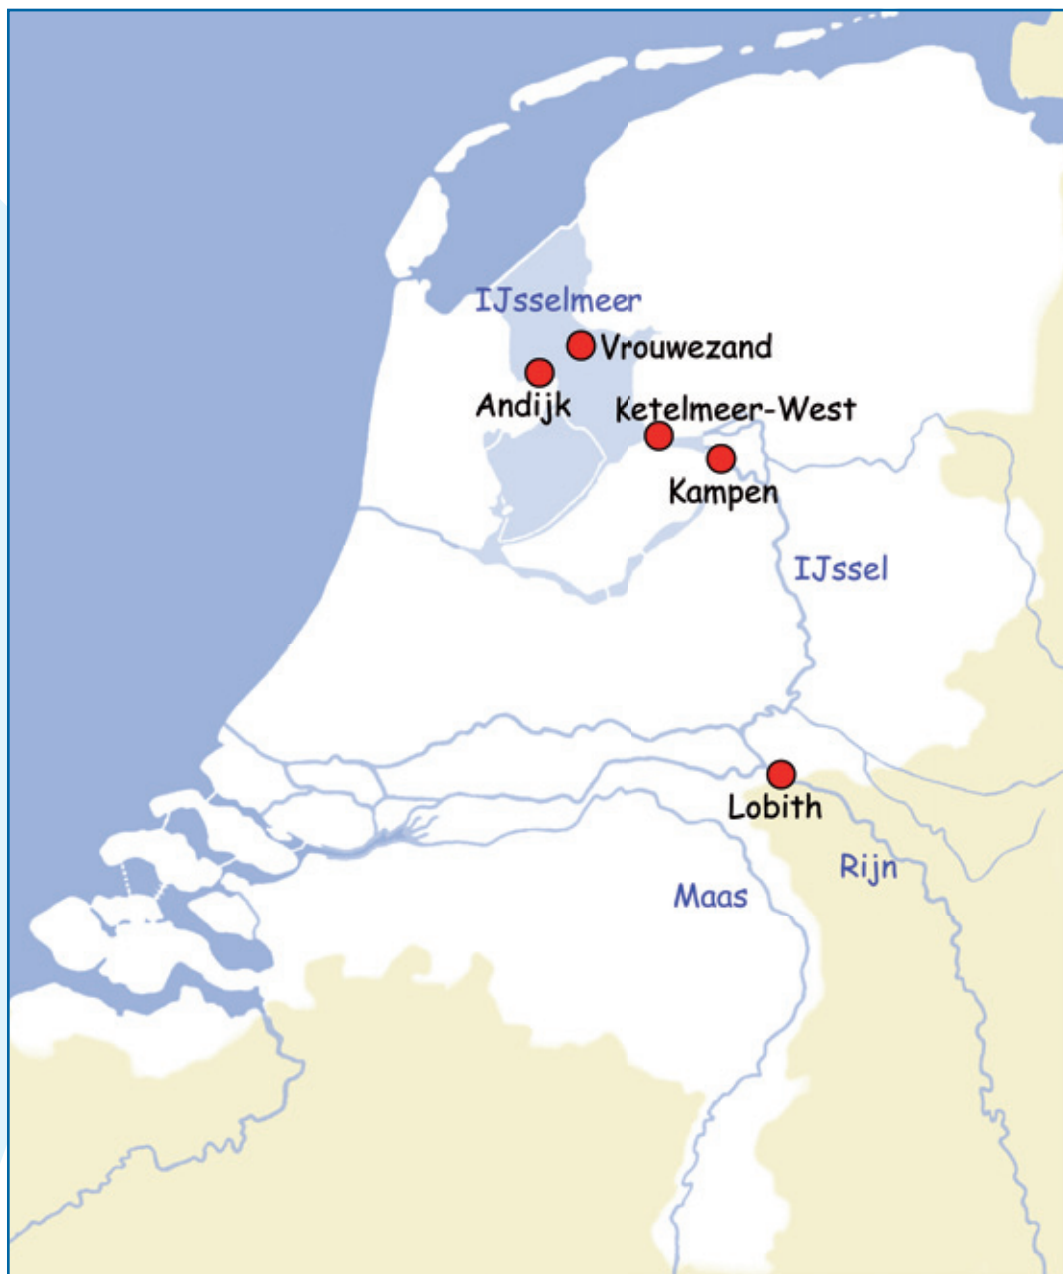 IJsselmeer
Vrouwezand
Andijk
Ketelmeer-West
Kampen
IJssel
Lobith
Rijn
Maas